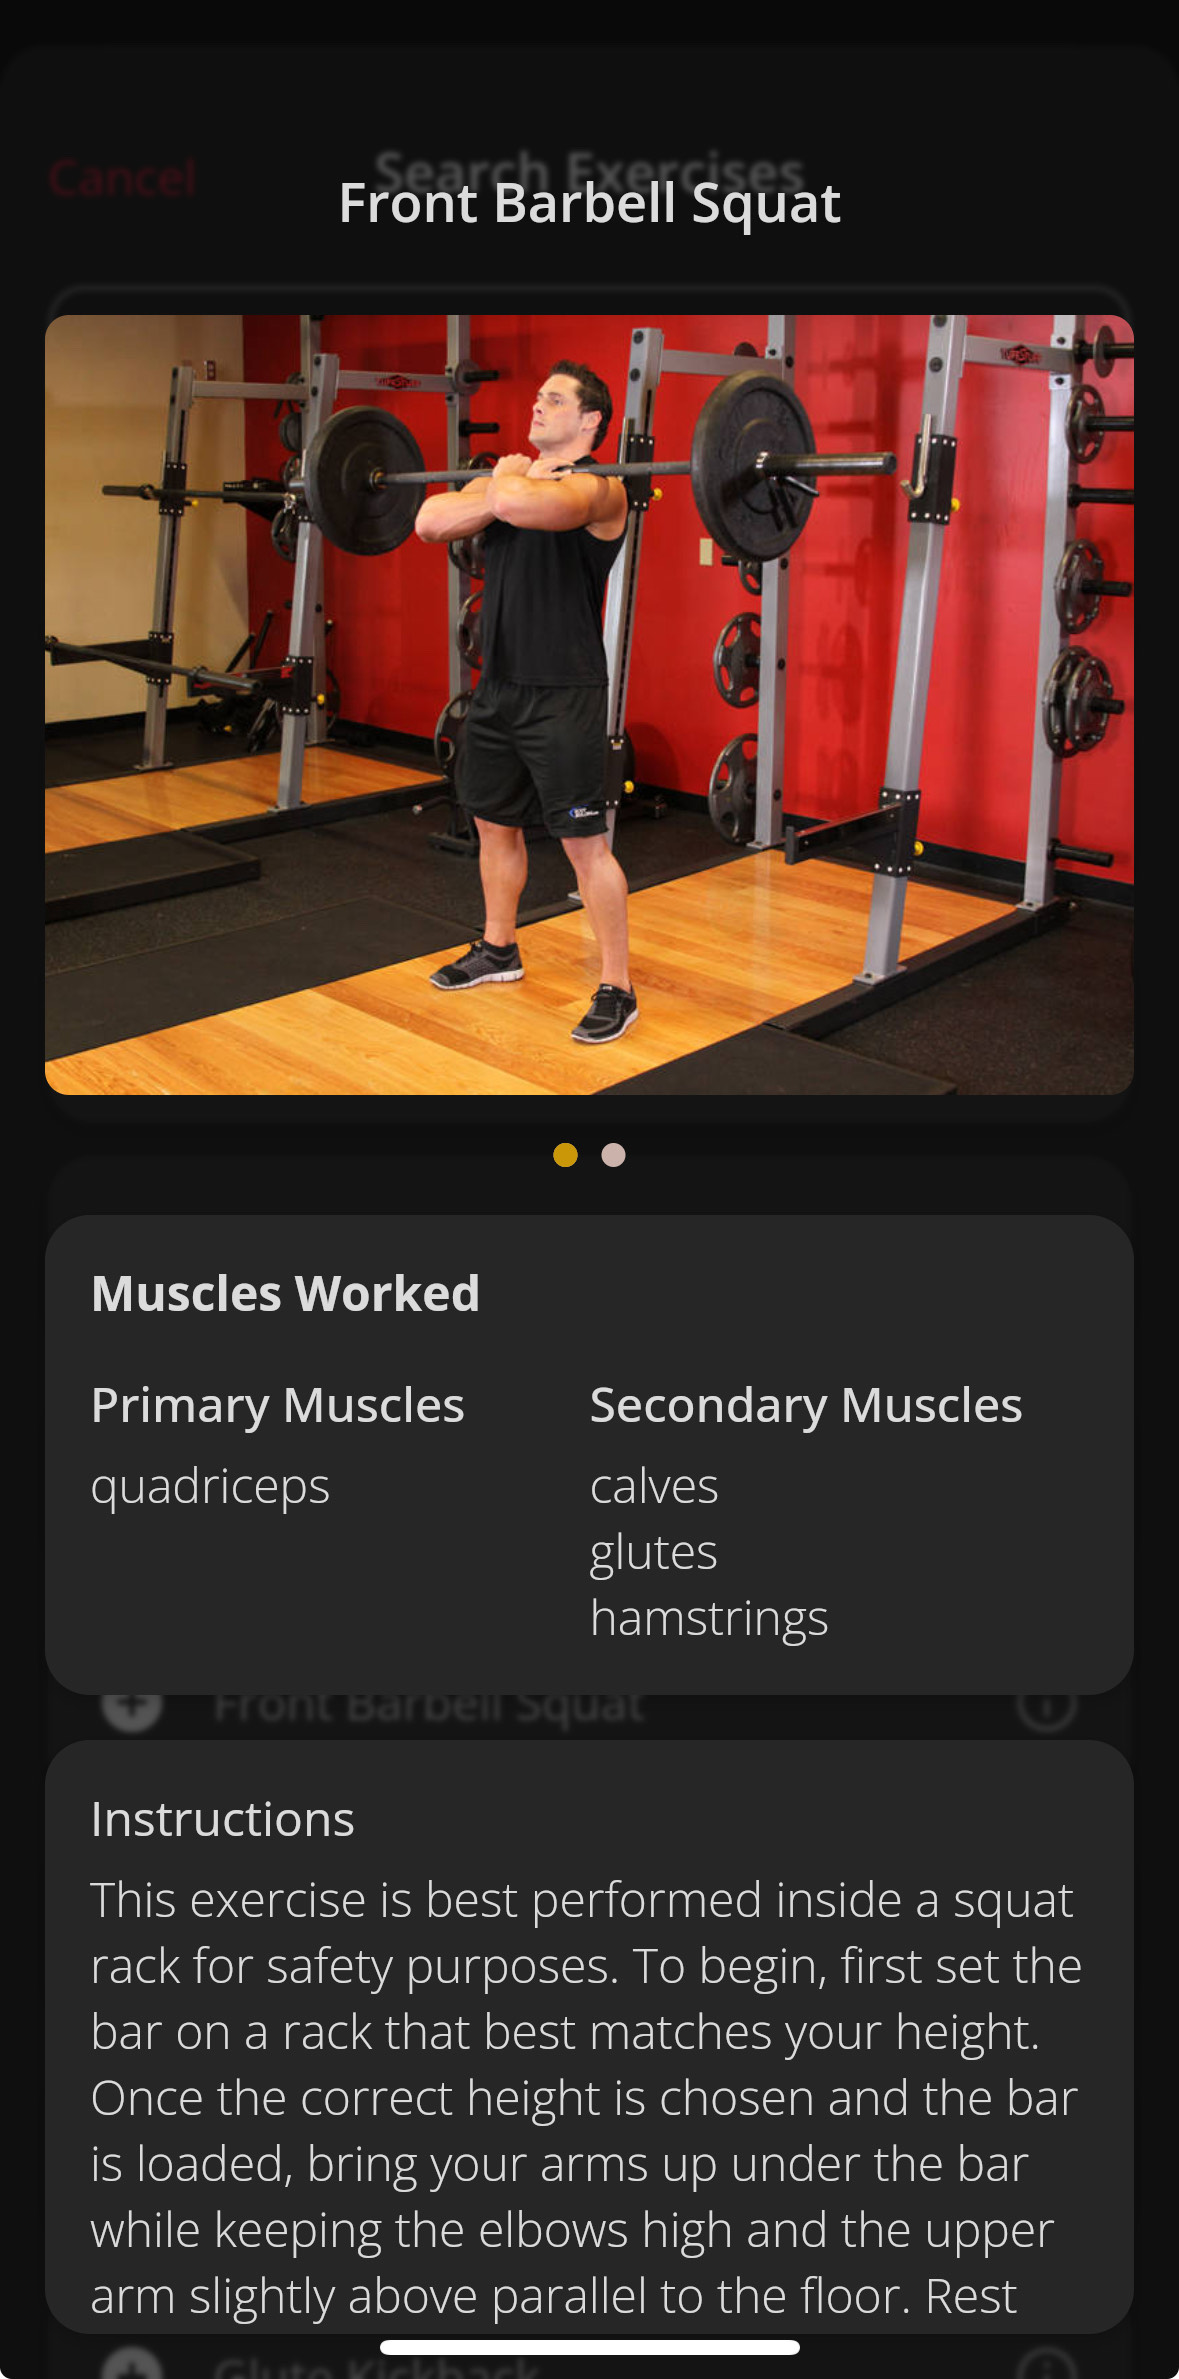 Cancel
Search Exercises
Front Barbell Squat
Muscles Worked
Primary Muscles
Secondary Muscles
quadriceps
calves
glutes
hamstrings
Front Barbell Squat
Instructions
This exercise is best performed inside a squat
rack for safety purposes. To begin, first set the
bar on a rack that best matches your height.
Once the correct height is chosen and the bar
is loaded, bring your arms up under the bar
while keeping the elbows high and the upper
arm slightly above parallel to the floor. Rest
Glute Kickback